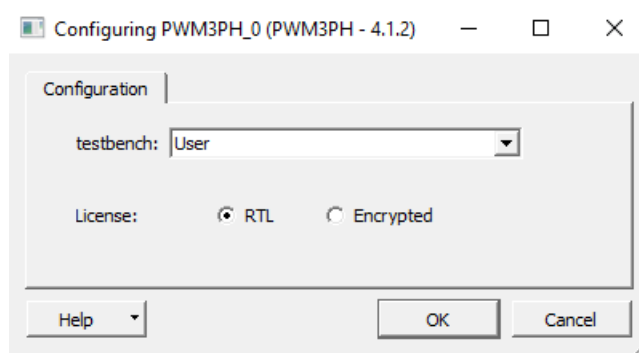 Configuring PWM3PH_0 (PWM3PH - 4.1.2)
Configuration
testbench: User
License: RTL Encrypted
Help OK Cancel